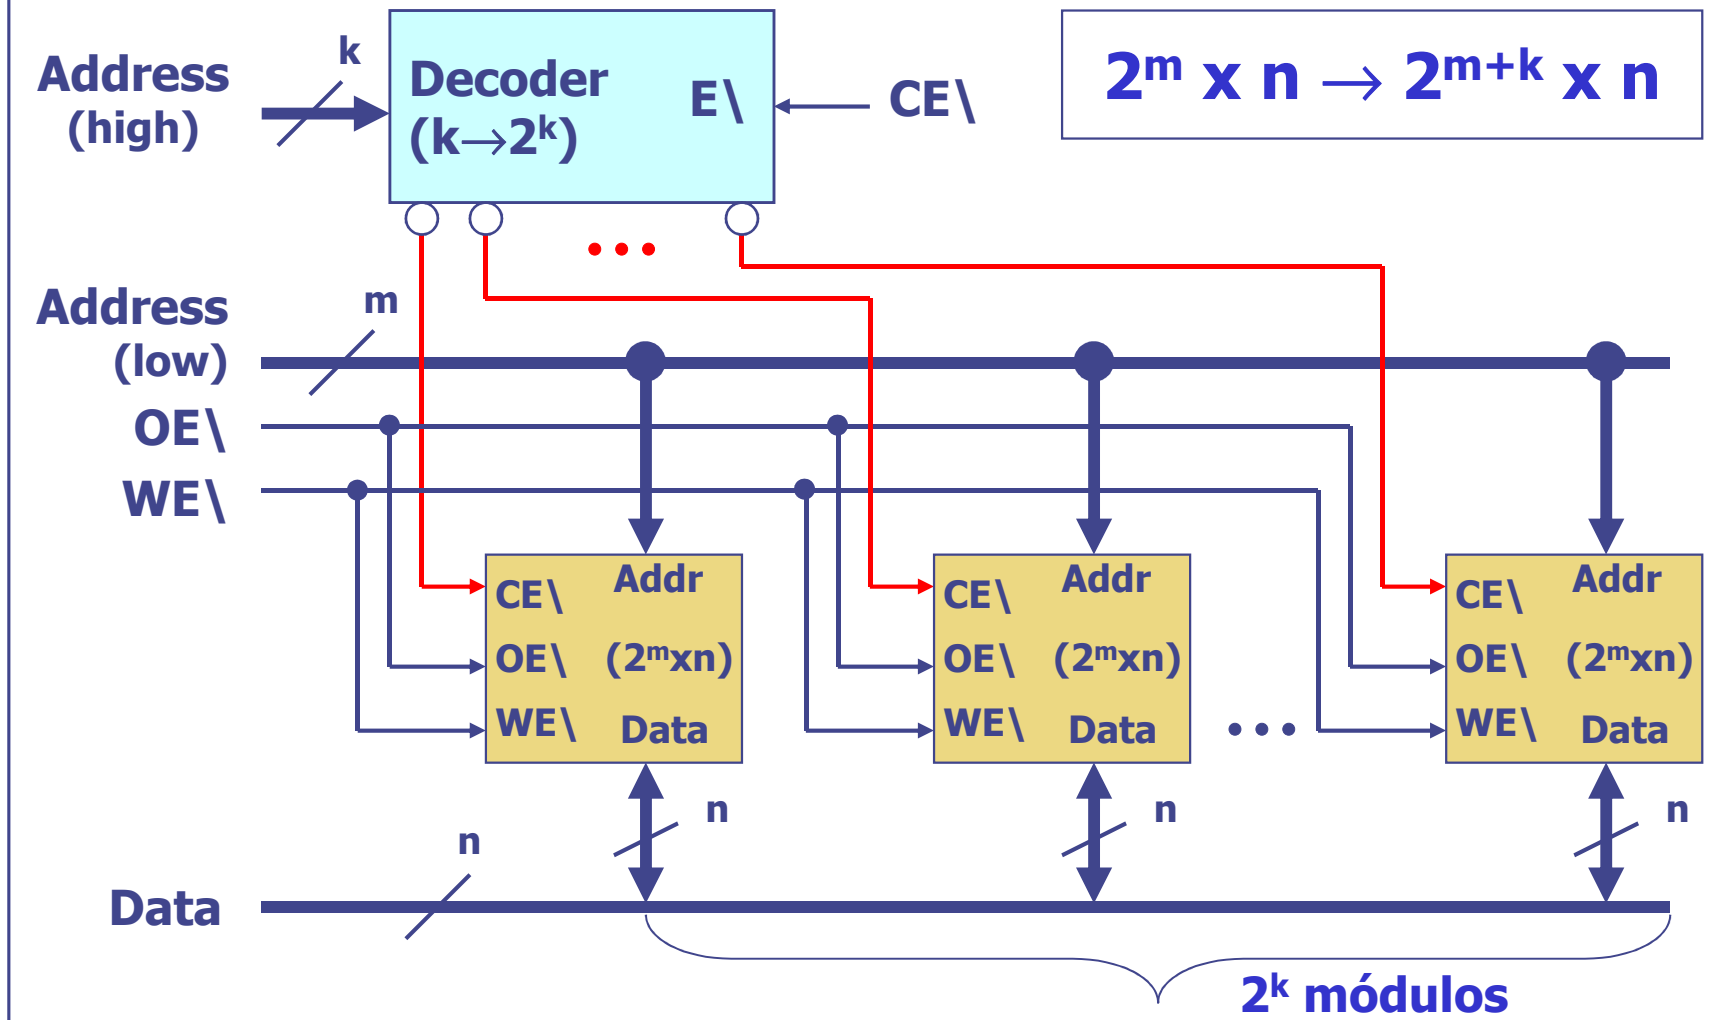 k
Address
(high)
Decoder
(k→2ᵏ)
E\
CE\
2ᵐ x n → 2ᵐ⁺ᵏ x n
Address
(low)
m
OE\
WE\
CE\
Addr
OE\
(2ᵐxn)
WE\
Data
CE\
Addr
OE\
(2ᵐxn)
WE\
Data
CE\
Addr
OE\
(2ᵐxn)
WE\
Data
n
n
n
n
Data
2ᵏ módulos